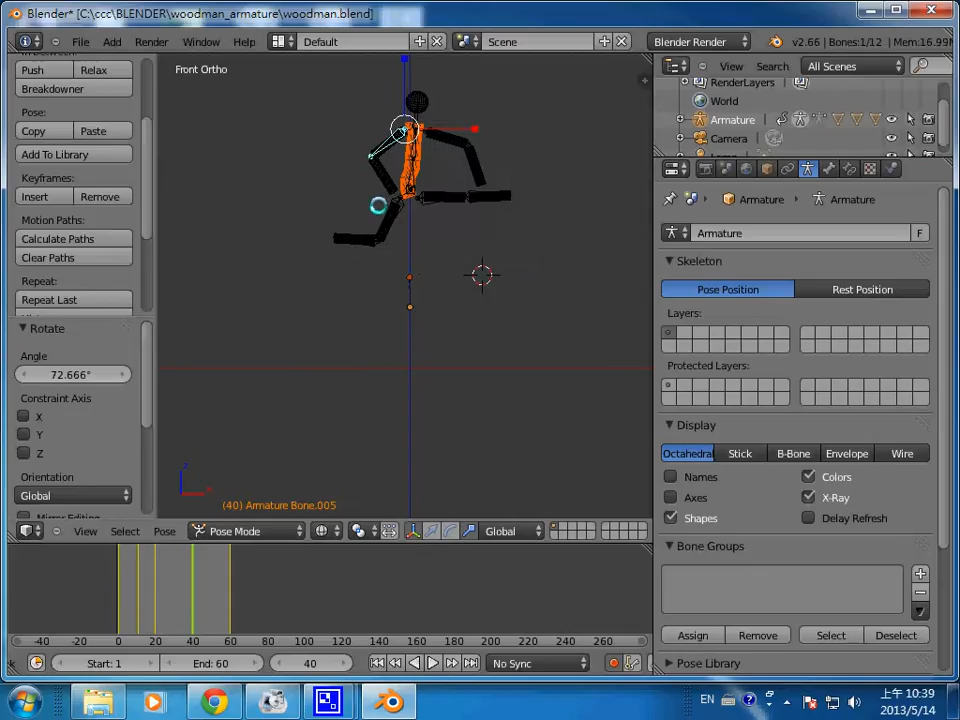 Blender* [C:\ccc\BLENDER\woodman_armature\woodman.blend]
File Add Render Window Help Default Scene Blender Render v2.66 | Bones:1/12 | Mem:16.99M
Push Relax
Breakdowner
Pose:
Copy Paste
Add To Library
Keyframes:
Insert Remove
Motion Paths:
Calculate Paths
Clear Paths
Repeat:
Repeat Last
Rotate
Angle
72.666°
Constraint Axis
X
Y
Z
Orientation
Global
Front Ortho
z
(40) Armature Bone.005
View Select Pose Pose Mode Global
View Search All Scenes
RenderLayers
World
Armature
Camera
Armature Armature
Armature F
Skeleton
Pose Position Rest Position
Layers:
Protected Layers:
Display
Octahedral Stick B-Bone Envelope Wire
Names Colors
Axes X-Ray
Shapes Delay Refresh
Bone Groups
Assign Remove Select Deselect
Pose Library
-40 -20 0 20 40 60 80 100 120 140 160 180 200 220 240 260
Start: 1 End: 60 40 No Sync
EN 上午 10:39
2013/5/14